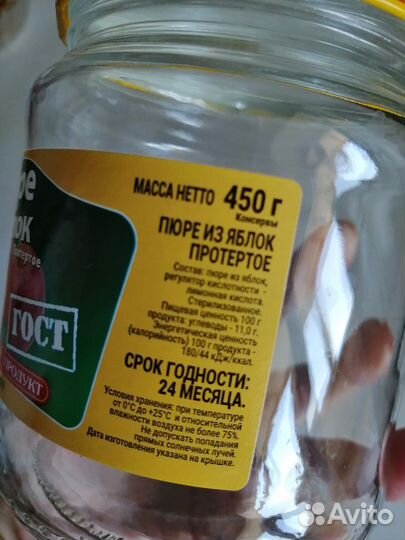 ре
ок
Протертое
ГОСТ
ПРОДУКТ
МАССА НЕТТО 450 г
Консервы
ПЮРЕ ИЗ ЯБЛОК
ПРОТЕРТОЕ
Состав: пюре из яблок,
регулятор кислотности -
лимонная кислота.
Стерилизованное.
Пищевая ценность 100 г
продукта: углеводы - 11,0 г.
Энергетическая ценность
(калорийность) 100 г продукта -
180/44 кДж/ккал.
СРОК ГОДНОСТИ:
24 МЕСЯЦА.
Условия хранения: при температуре
от 0°С до +25°С и относительной
влажности воздуха не более 75%.
Не допускать попадания
прямых солнечных лучей.
Дата изготовления указана на крышке.
Avito